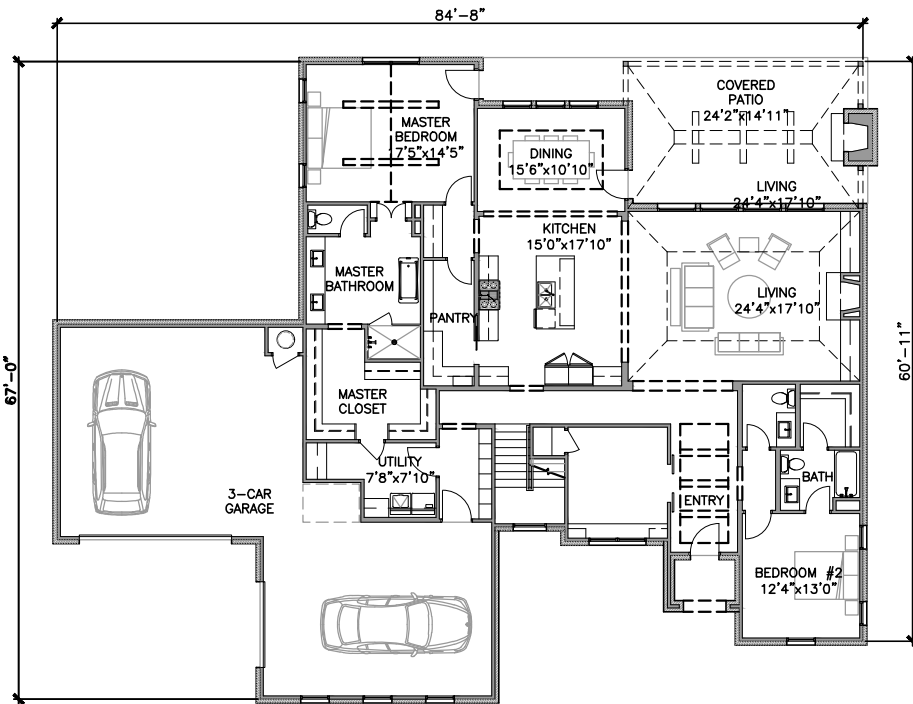 84'-8"
COVERED
PATIO
24'2"x14'11"
MASTER
BEDROOM
17'5"x14'5"
DINING
15'6"x10'10"
LIVING
24'4"x17'10"
KITCHEN
15'0"x17'10"
MASTER
BATHROOM
LIVING
24'4"x17'10"
PANTRY
67'-0"
60'-11"
MASTER
CLOSET
UTILITY
7'8"x7'10"
BATH
3-CAR
GARAGE
ENTRY
BEDROOM #2
12'4"x13'0"